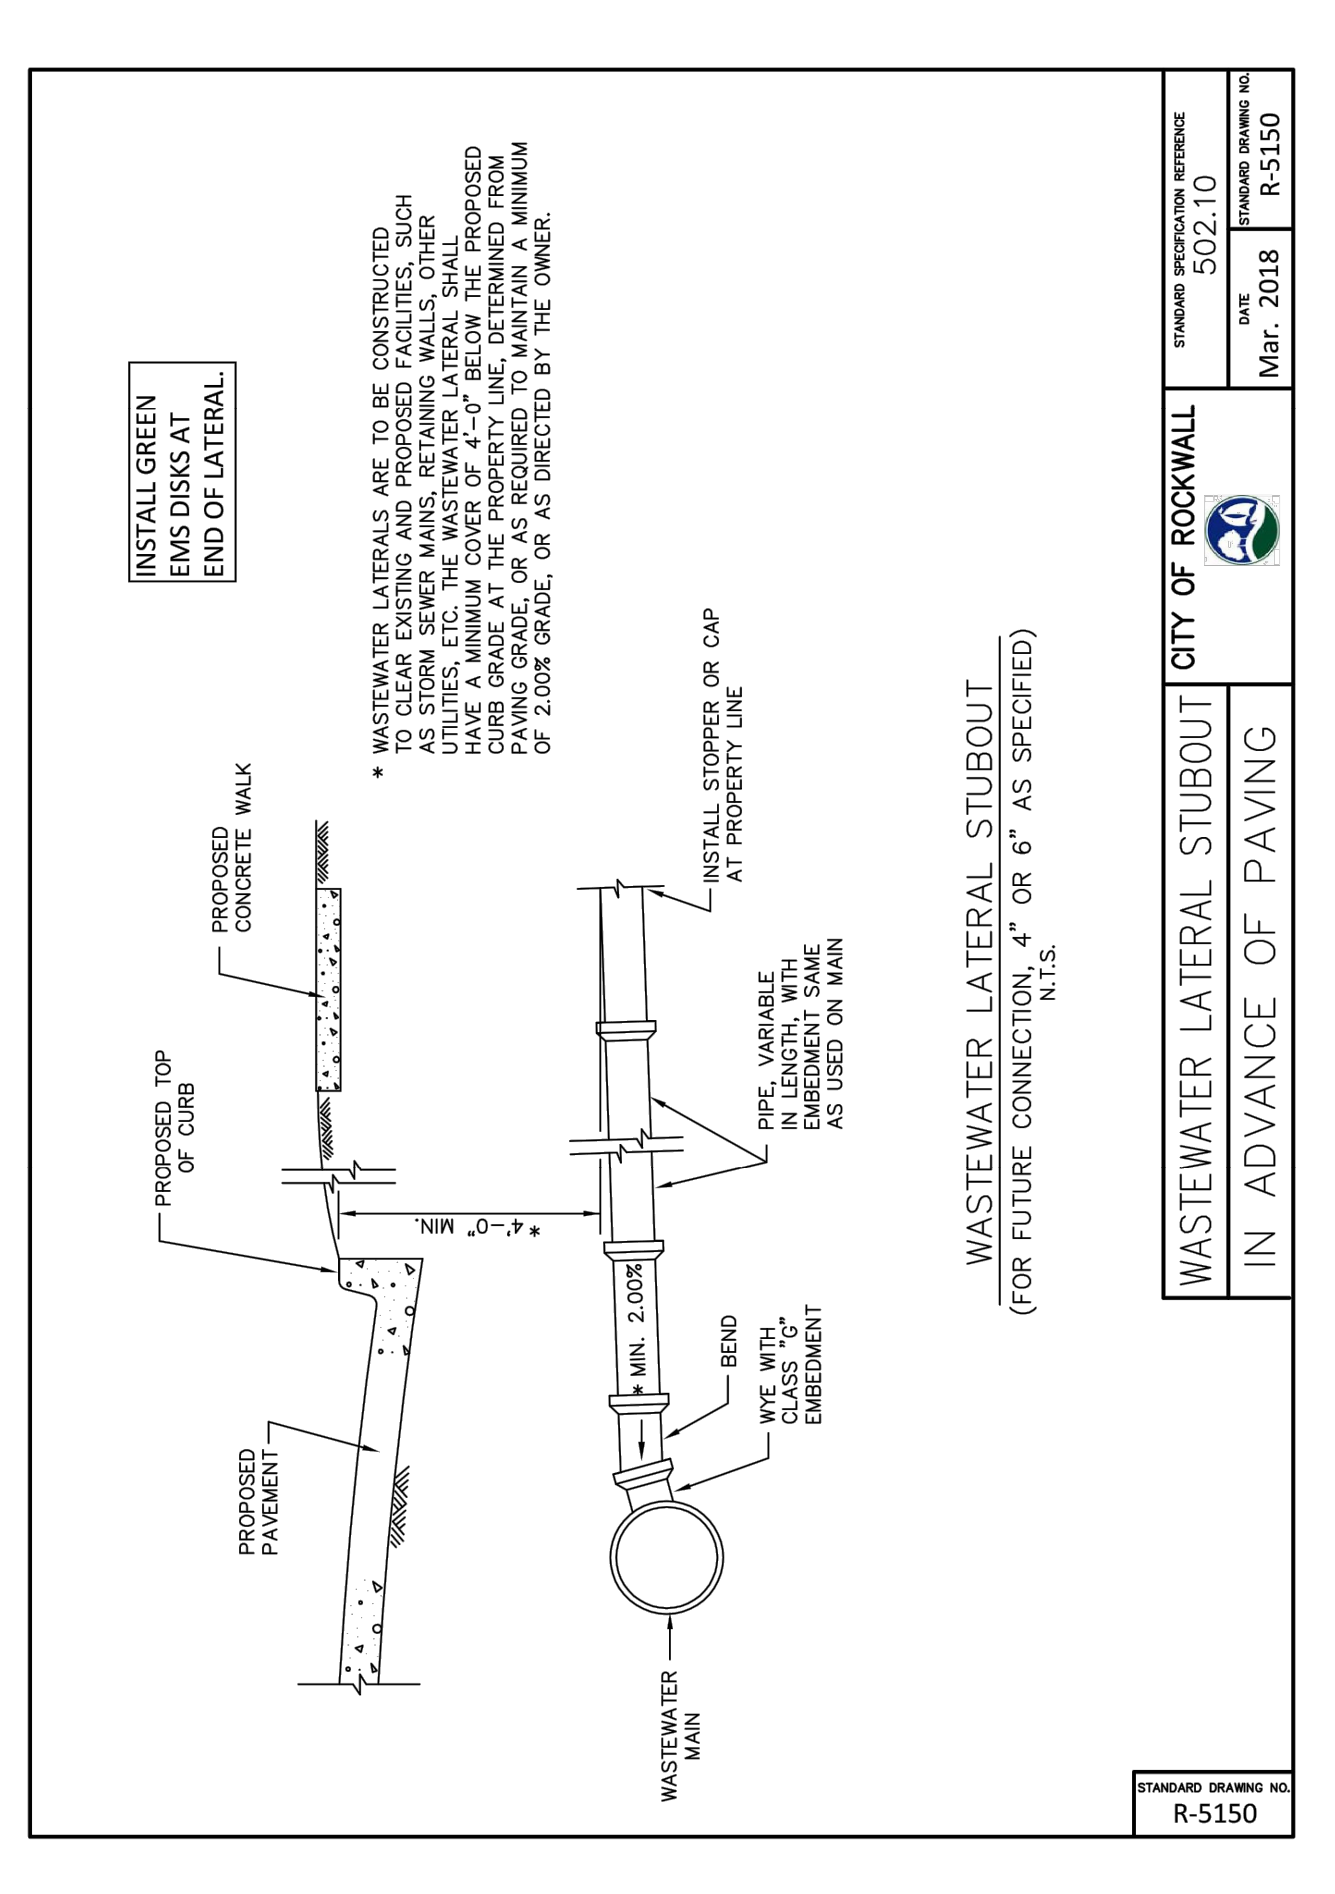 INSTALL GREEN
EMS DISKS AT
END OF LATERAL.
PROPOSED
CONCRETE WALK
PROPOSED TOP
OF CURB
PROPOSED
PAVEMENT
* 4'-0" MIN.
* WASTEWATER LATERALS ARE TO BE CONSTRUCTED
TO CLEAR EXISTING AND PROPOSED FACILITIES, SUCH
AS STORM SEWER MAINS, RETAINING WALLS, OTHER
UTILITIES, ETC. THE WASTEWATER LATERAL SHALL
HAVE A MINIMUM COVER OF 4'-0" BELOW THE PROPOSED
CURB GRADE AT THE PROPERTY LINE, DETERMINED FROM
PAVING GRADE, OR AS REQUIRED TO MAINTAIN A MINIMUM
OF 2.00% GRADE, OR AS DIRECTED BY THE OWNER.
* MIN. 2.00%
WASTEWATER
MAIN
BEND
WYE WITH
CLASS "G"
EMBEDMENT
PIPE, VARIABLE
IN LENGTH, WITH
EMBEDMENT SAME
AS USED ON MAIN
INSTALL STOPPER OR CAP
AT PROPERTY LINE
WASTEWATER LATERAL STUBOUT
(FOR FUTURE CONNECTION, 4" OR 6" AS SPECIFIED)
N.T.S.
WASTEWATER LATERAL STUBOUT
IN ADVANCE OF PAVING
CITY OF ROCKWALL
STANDARD SPECIFICATION REFERENCE
502.10
DATE
Mar. 2018
STANDARD DRAWING NO.
R-5150
STANDARD DRAWING NO.
R-5150